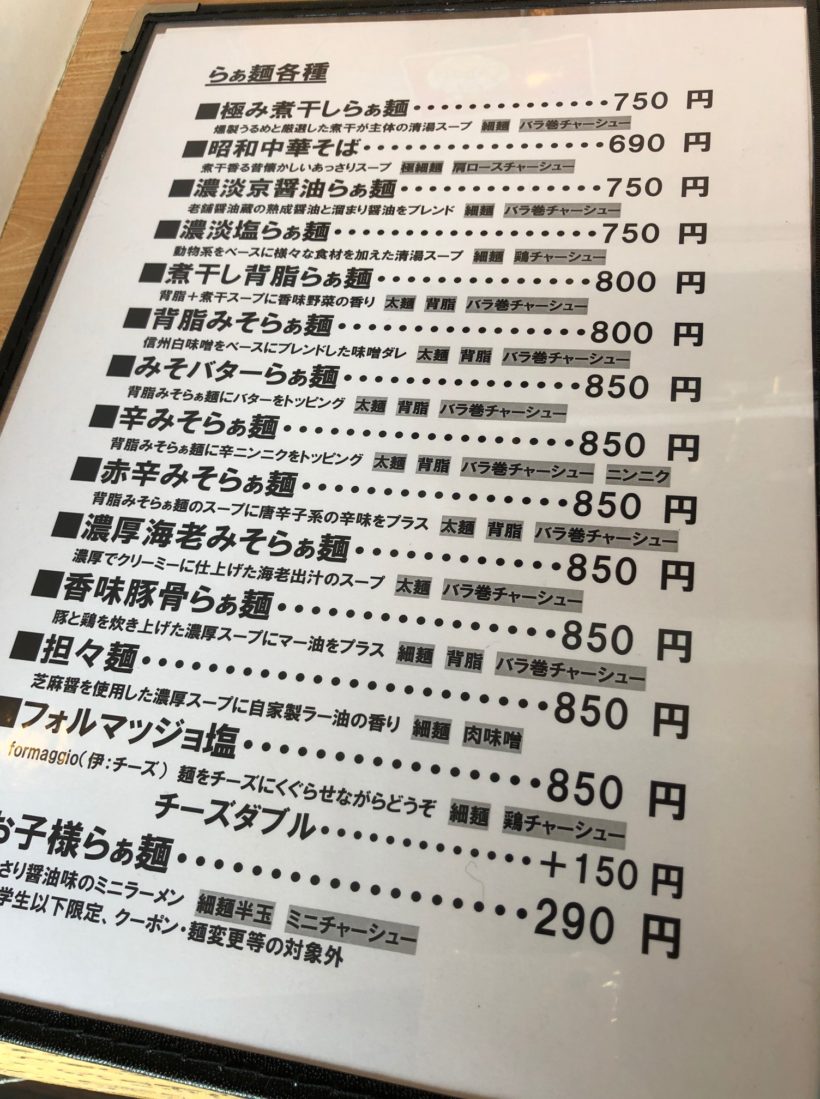 らぁ麺各種
■極み煮干しらぁ麺・・・・・・・・・・・・・・750 円
燻製うるめと厳選した煮干が主体の清湯スープ 細麺 バラ巻チャーシュー
■昭和中華そば・・・・・・・・・・・・・・・・・690 円
煮干香る昔懐かしいあっさりスープ 極細麺 肩ロースチャーシュー
■濃淡京醤油らぁ麺・・・・・・・・・・・・・・750 円
老舗醤油蔵の熟成醤油と溜まり醤油をブレンド 細麺 バラ巻チャーシュー
■濃淡塩らぁ麺・・・・・・・・・・・・・・・・・750 円
動物系をベースに様々な食材を加えた清湯スープ 細麺 鶏チャーシュー
■煮干し背脂らぁ麺・・・・・・・・・・・・・・800 円
背脂+煮干スープに香味野菜の香り 太麺 背脂 バラ巻チャーシュー
■背脂みそらぁ麺・・・・・・・・・・・・・・・・800 円
信州白味噌をベースにブレンドした味噌ダレ 太麺 背脂 バラ巻チャーシュー
■みそバターらぁ麺・・・・・・・・・・・・・・850 円
背脂みそらぁ麺にバターをトッピング 太麺 背脂 バラ巻チャーシュー
■辛みそらぁ麺・・・・・・・・・・・・・・・・・850 円
背脂みそらぁ麺に辛ニンニクをトッピング 太麺 背脂 バラ巻チャーシュー ニンニク
■赤辛みそらぁ麺・・・・・・・・・・・・・・・・850 円
背脂みそらぁ麺のスープに唐辛子系の辛味をプラス 太麺 背脂 バラ巻チャーシュー
■濃厚海老みそらぁ麺・・・・・・・・・・・・850 円
濃厚でクリーミーに仕上げた海老出汁のスープ 太麺 バラ巻チャーシュー
■香味豚骨らぁ麺・・・・・・・・・・・・・・・・850 円
豚と鶏を炊き上げた濃厚スープにマー油をプラス 細麺 背脂 バラ巻チャーシュー
■担々麺・・・・・・・・・・・・・・・・・・・・・・850 円
芝麻醤を使用した濃厚スープに自家製ラー油の香り 細麺 肉味噌
■フォルマッジョ塩・・・・・・・・・・・・・・・850 円
formaggio(伊:チーズ) 麺をチーズにくぐらせながらどうぞ 細麺 鶏チャーシュー
チーズダブル・・・・・・・・・・・・・・+150 円
お子様らぁ麺・・・・・・・・・・・・・・・・・・290 円
さり醤油味のミニラーメン 細麺半玉 ミニチャーシュー
学生以下限定、クーポン・麺変更等の対象外